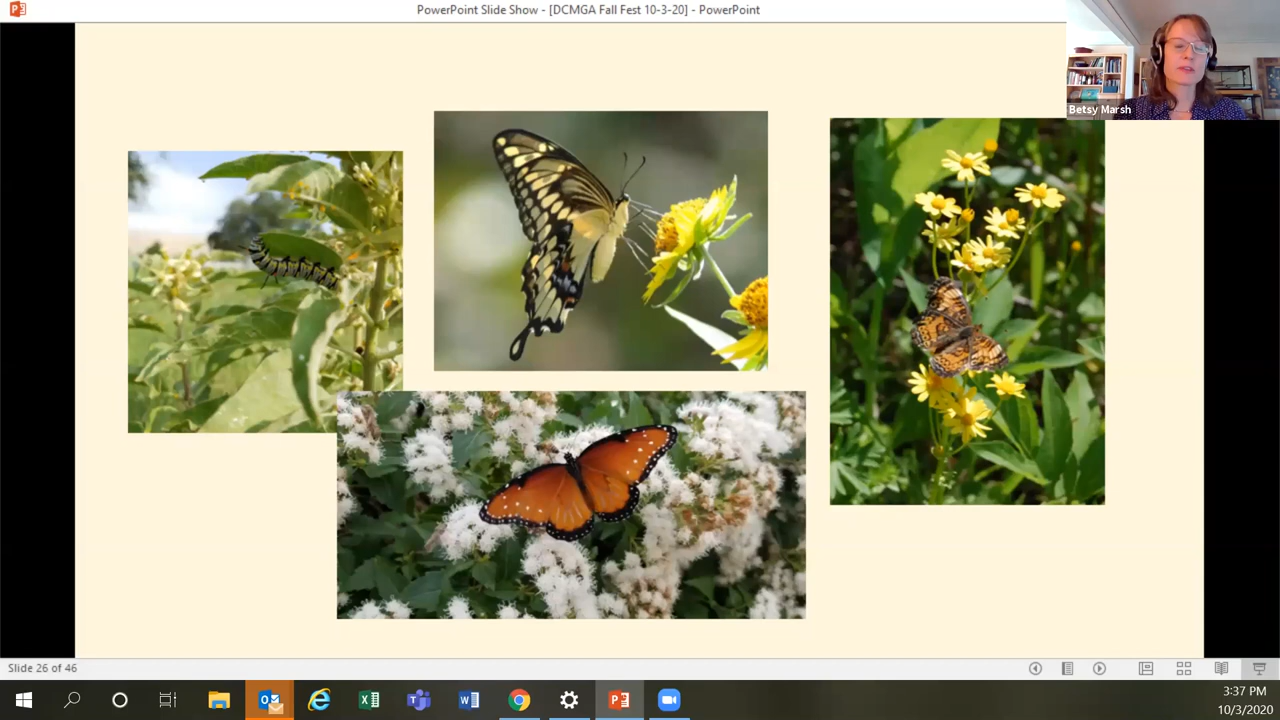 PowerPoint Slide Show - [DCMGA Fall Fest 10-3-20] - PowerPoint
Betsy Marsh
Slide 26 of 46
3:37 PM
10/3/2020